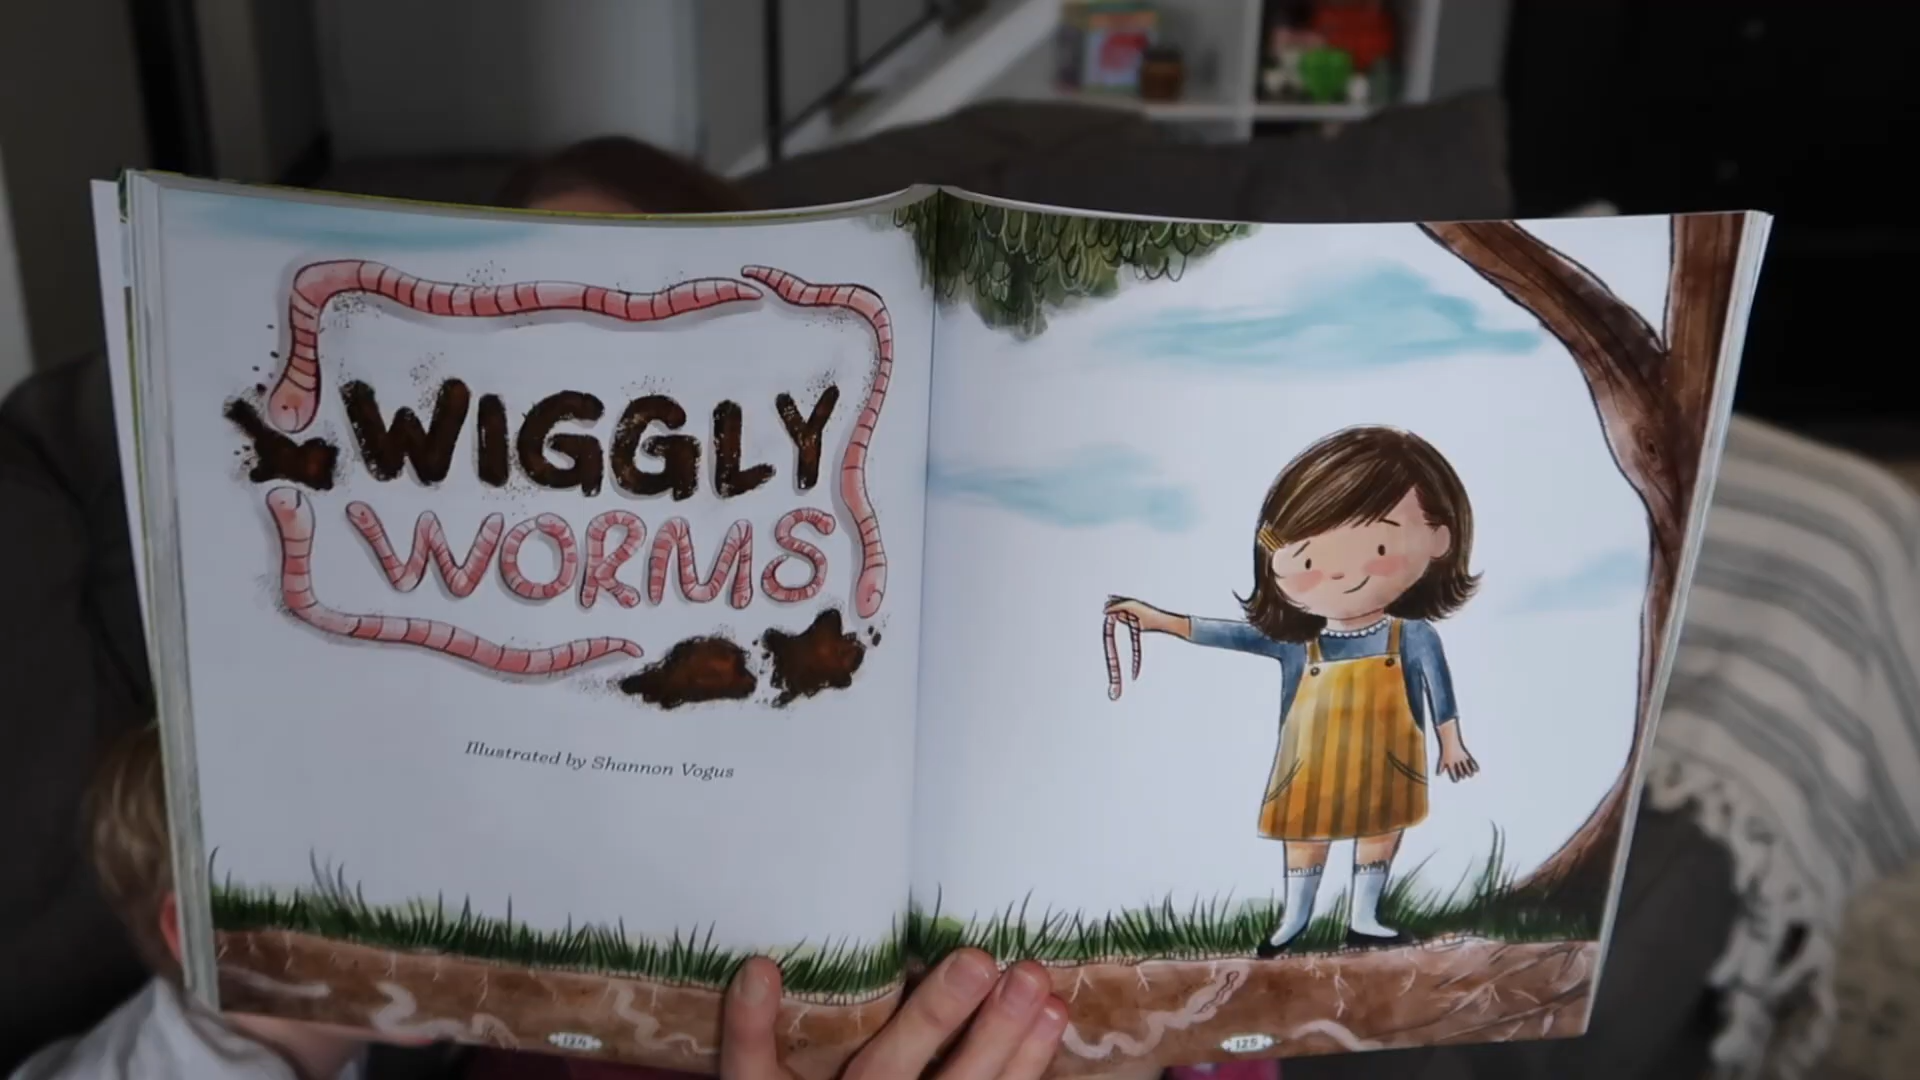 WIGGLY
WORMS
Illustrated by Shannon Vogus
124
125